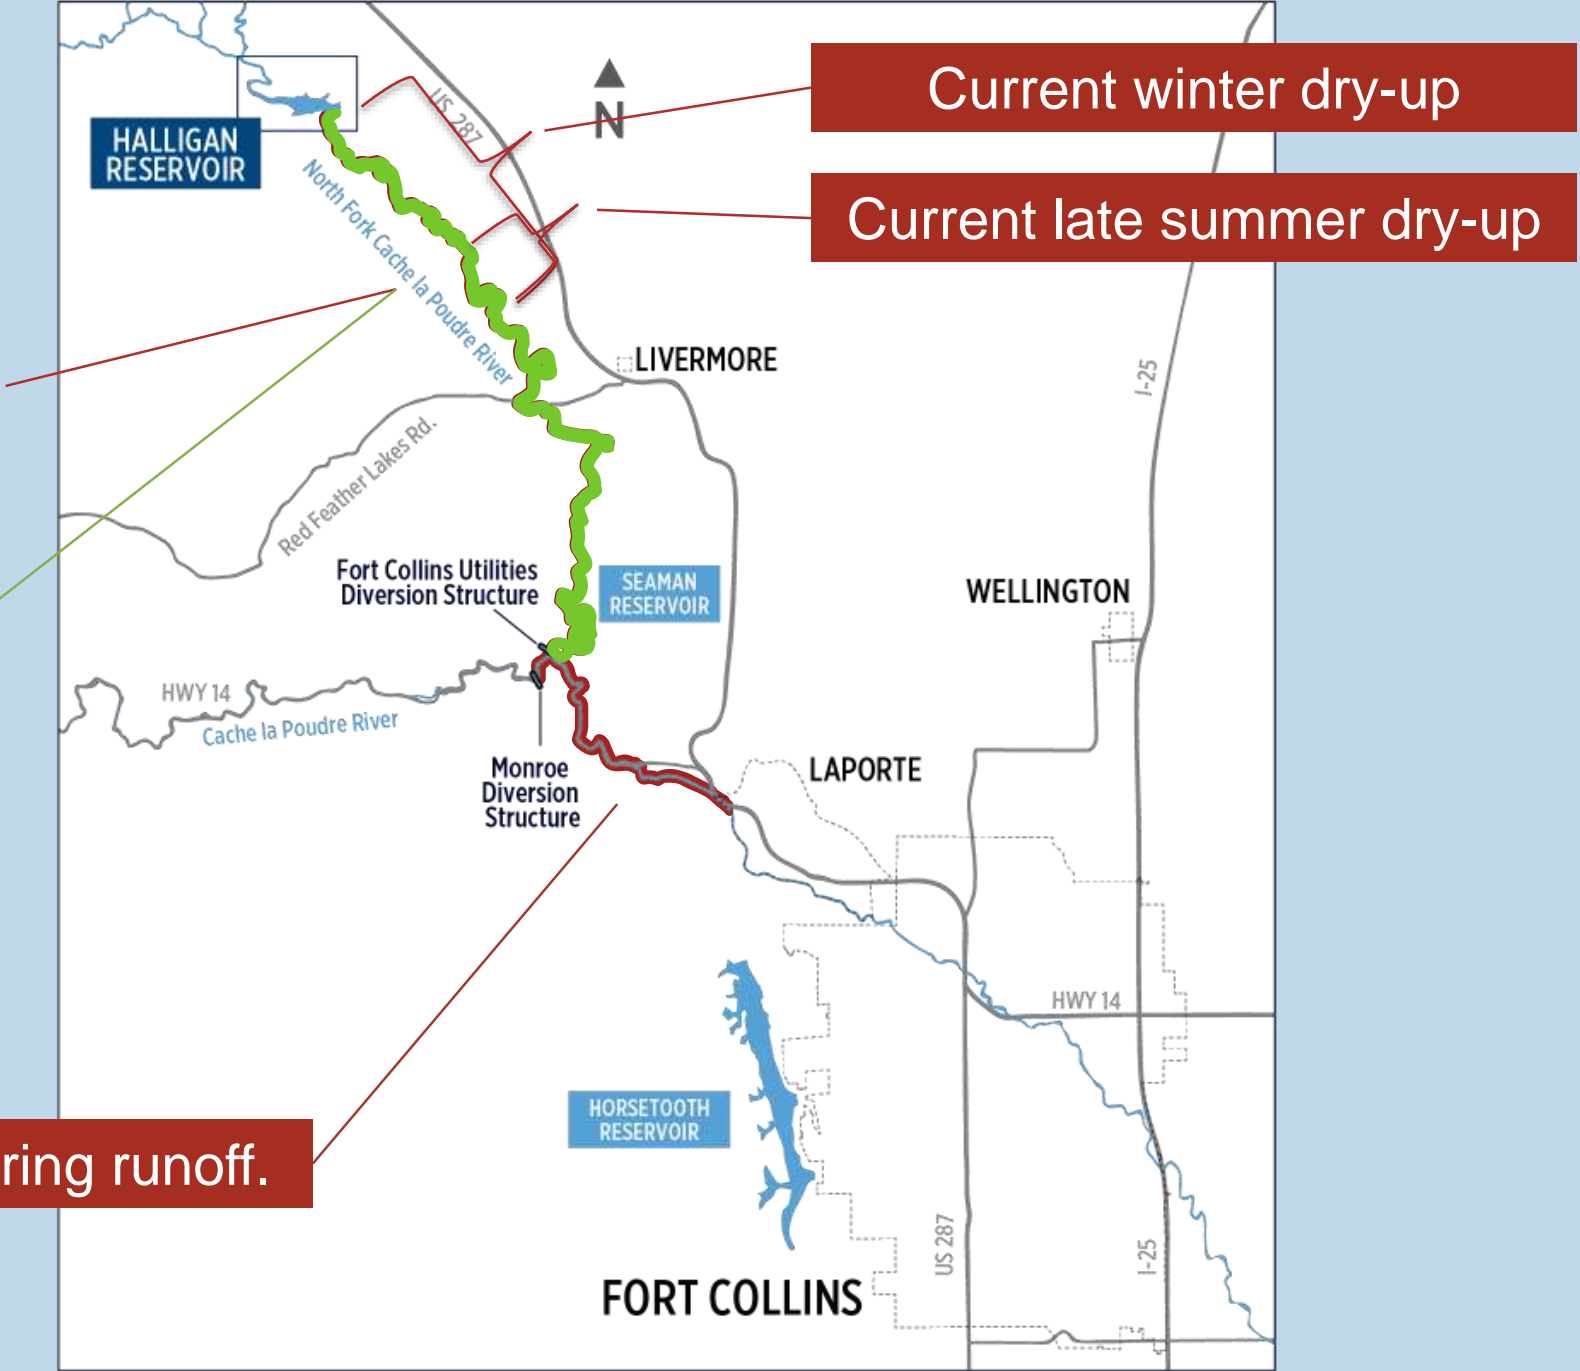 Current winter dry-up
Current late summer dry-up
US 287
N
HALLIGAN
RESERVOIR
North Fork Cache la Poudre River
LIVERMORE
I-25
Red Feather Lakes Rd.
Fort Collins Utilities
Diversion Structure
SEAMAN
RESERVOIR
WELLINGTON
HWY 14
Cache la Poudre River
Monroe
Diversion
Structure
LAPORTE
HWY 14
HORSETOOTH
RESERVOIR
ring runoff.
US 287
I-25
FORT COLLINS